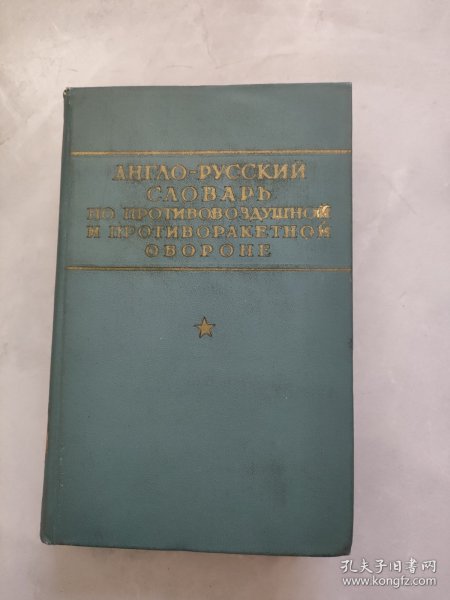 АНГЛО-РУССКИЙ
СЛОВАРЬ
ПО ПРОТИВОВОЗДУШНОЙ
И ПРОТИВОРАКЕТНОЙ
ОБОРОНЕ
孔夫子旧书网
www.kongfz.com